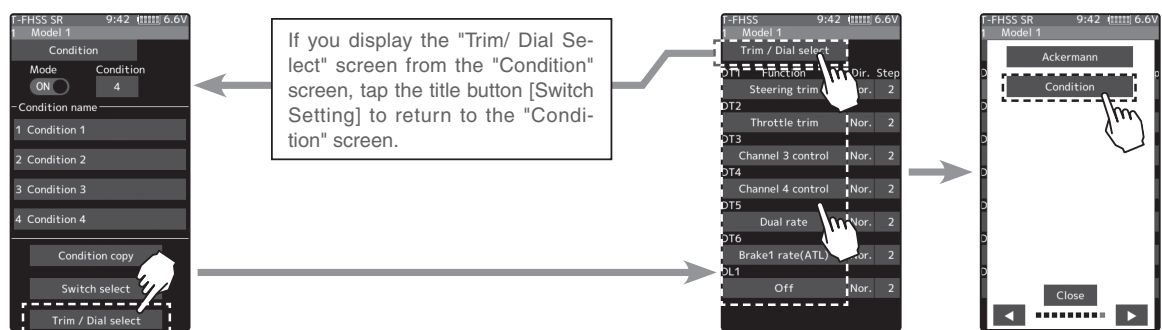 T-FHSS SR 9:42 6.6V
1 Model 1
Condition
Mode Condition
ON 4
Condition name
1 Condition 1
2 Condition 2
3 Condition 3
4 Condition 4
Condition copy
Switch select
Trim / Dial select
If you display the "Trim/ Dial Se-
lect" screen from the "Condition"
screen, tap the title button [Switch
Setting] to return to the "Condi-
tion" screen.
T-FHSS 9:42 6.6V
1 Model 1
Trim / Dial select
DT1 Function Dir. Step
Steering trim Nor. 2
DT2
Throttle trim Nor. 2
DT3
Channel 3 control Nor. 2
DT4
Channel 4 control Nor. 2
DT5
Dual rate Nor. 2
DT6
Brake1 rate(ATL) Nor. 2
DL1
Off Nor. 2
T-FHSS SR 9:42 6.6V
1 Model 1
Ackermann
Condition
Close